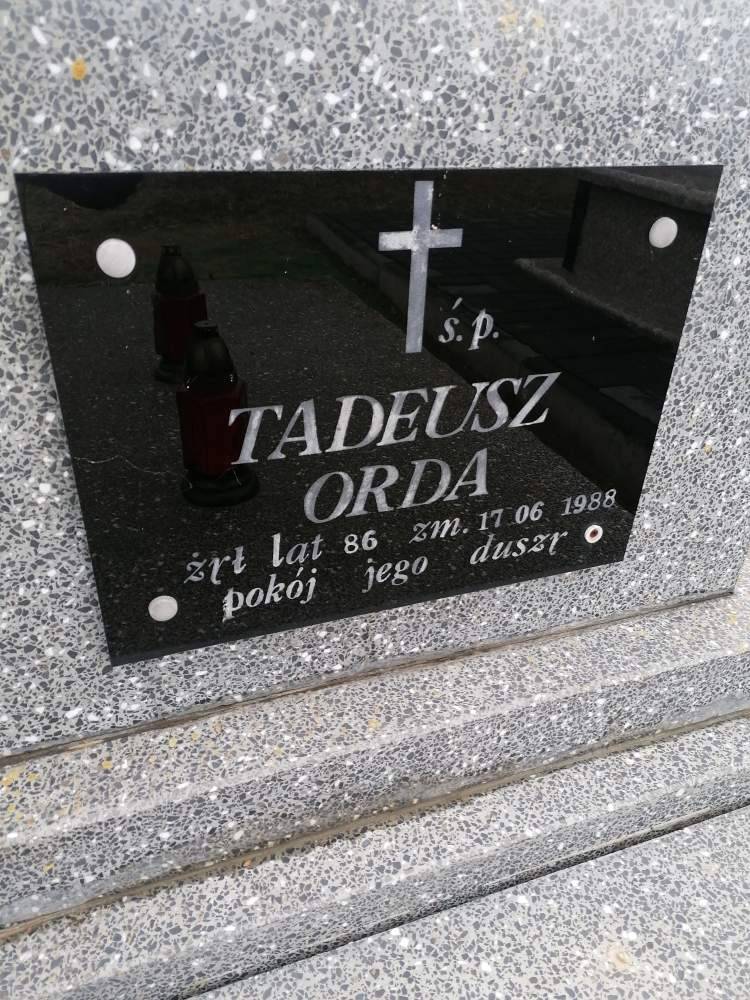 ś.p.
TADEUSZ
ORDA
żył lat 86 zm. 17 06 1988
pokój jego duszy